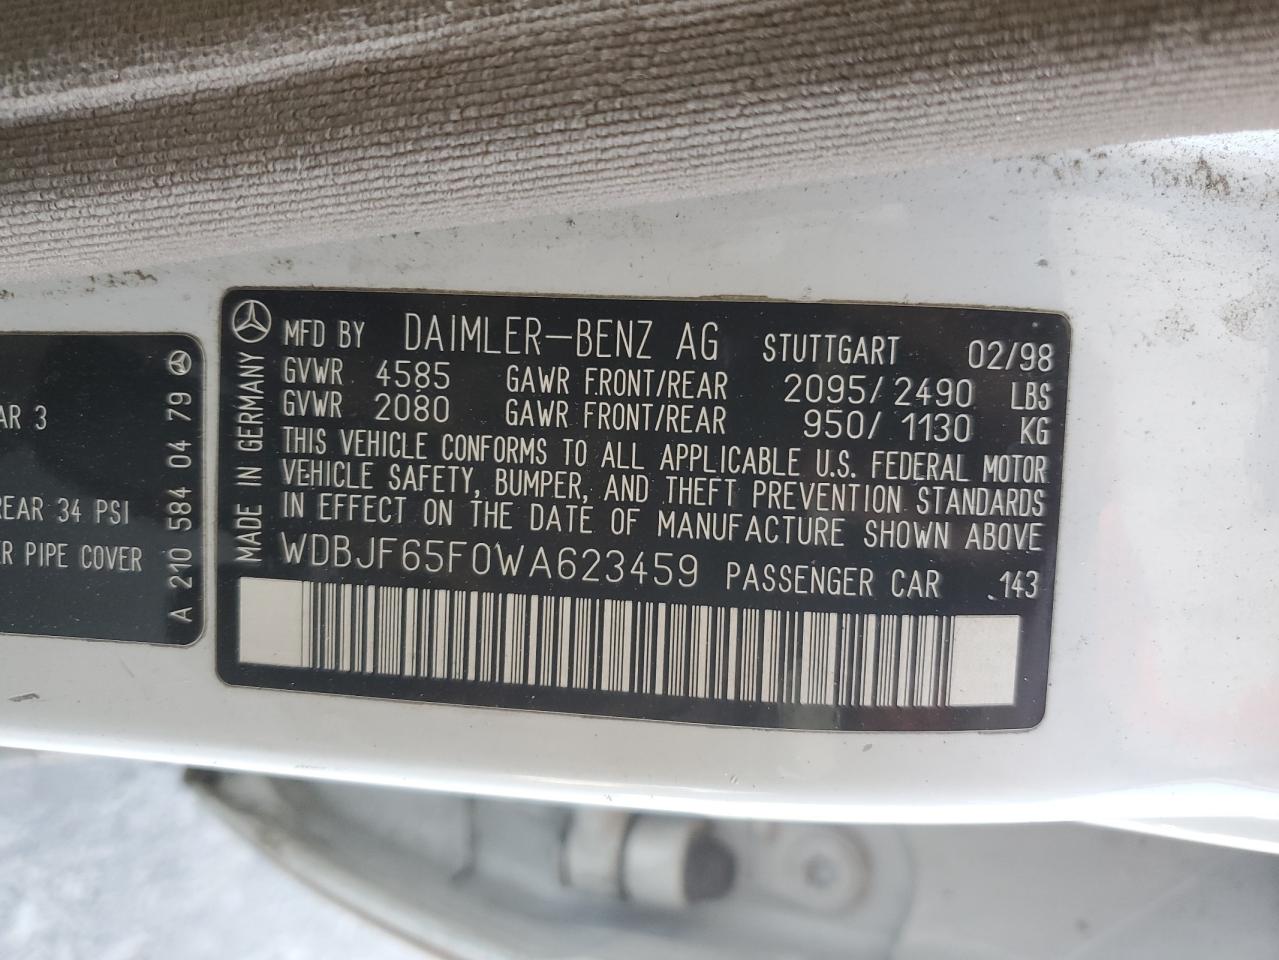 AR 3
REAR 34 PSI
R PIPE COVER
A 210 584 04 79
MADE IN GERMANY
MFD BY DAIMLER-BENZ AG STUTTGART 02/98
GVWR 4585 GAWR FRONT/REAR 2095/2490 LBS
GVWR 2080 GAWR FRONT/REAR 950/1130 KG
THIS VEHICLE CONFORMS TO ALL APPLICABLE U.S. FEDERAL MOTOR
VEHICLE SAFETY, BUMPER, AND THEFT PREVENTION STANDARDS
IN EFFECT ON THE DATE OF MANUFACTURE SHOWN ABOVE
WDBJF65F0WA623459 PASSENGER CAR .143